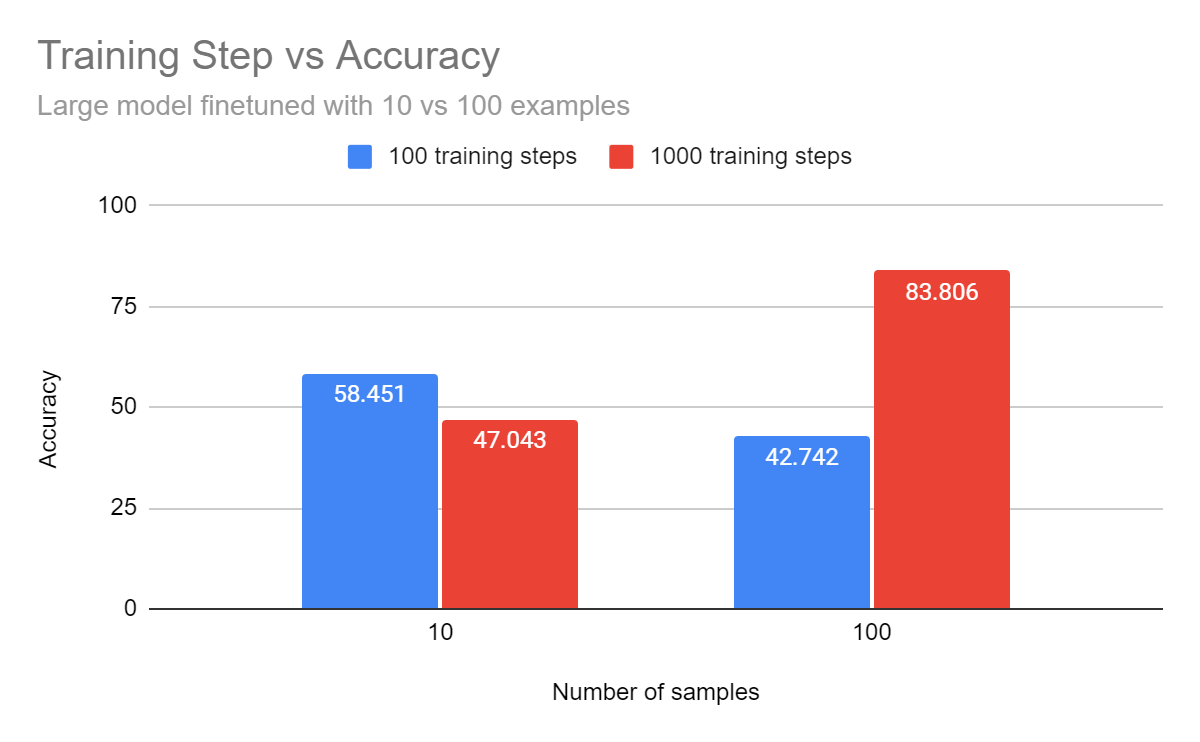 Training Step vs Accuracy
Large model finetuned with 10 vs 100 examples
100 training steps 1000 training steps
100
75
50
25
0
Accuracy
58.451
47.043
42.742
83.806
10 100
Number of samples